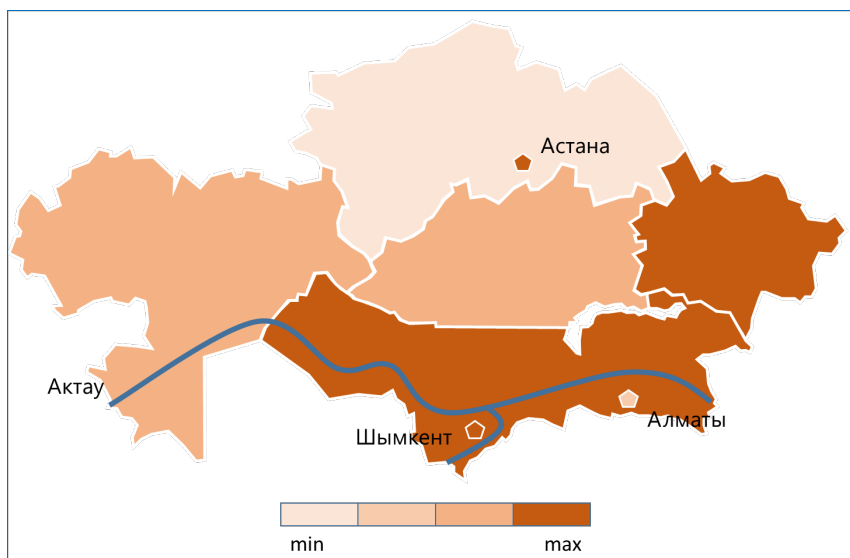 Астана
Актау
Шымкент
Алматы
min
max